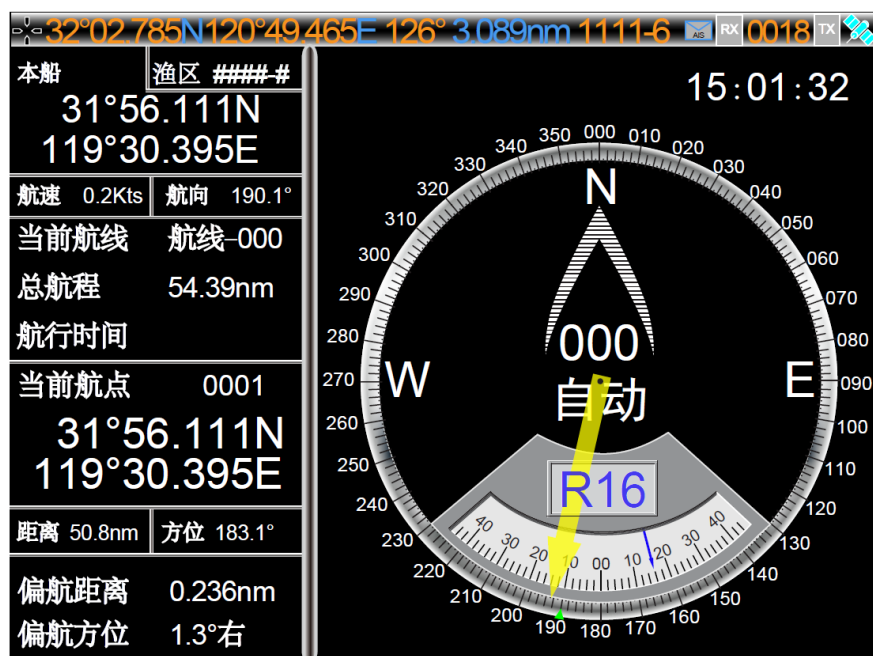 32°02.785N120°49.465E 126° 3.089nm 1111-6 AIS RX 0018 TX
本船 渔区 ####-#
31°56.111N
119°30.395E
航速 0.2Kts 航向 190.1°
当前航线 航线-000
总航程 54.39nm
航行时间
当前航点 0001
31°56.111N
119°30.395E
距离 50.8nm 方位 183.1°
偏航距离 0.236nm
偏航方位 1.3°右
15:01:32
340 350 000 010 020
330 030
320 N 040
310 050
300 060
290 070
280 000 080
270 W E 090
自动
260 100
250 110
R16
240 120
230 130
40 30 20 10 00 10 20 30 40
220 140
210 150
200 190 180 170 160